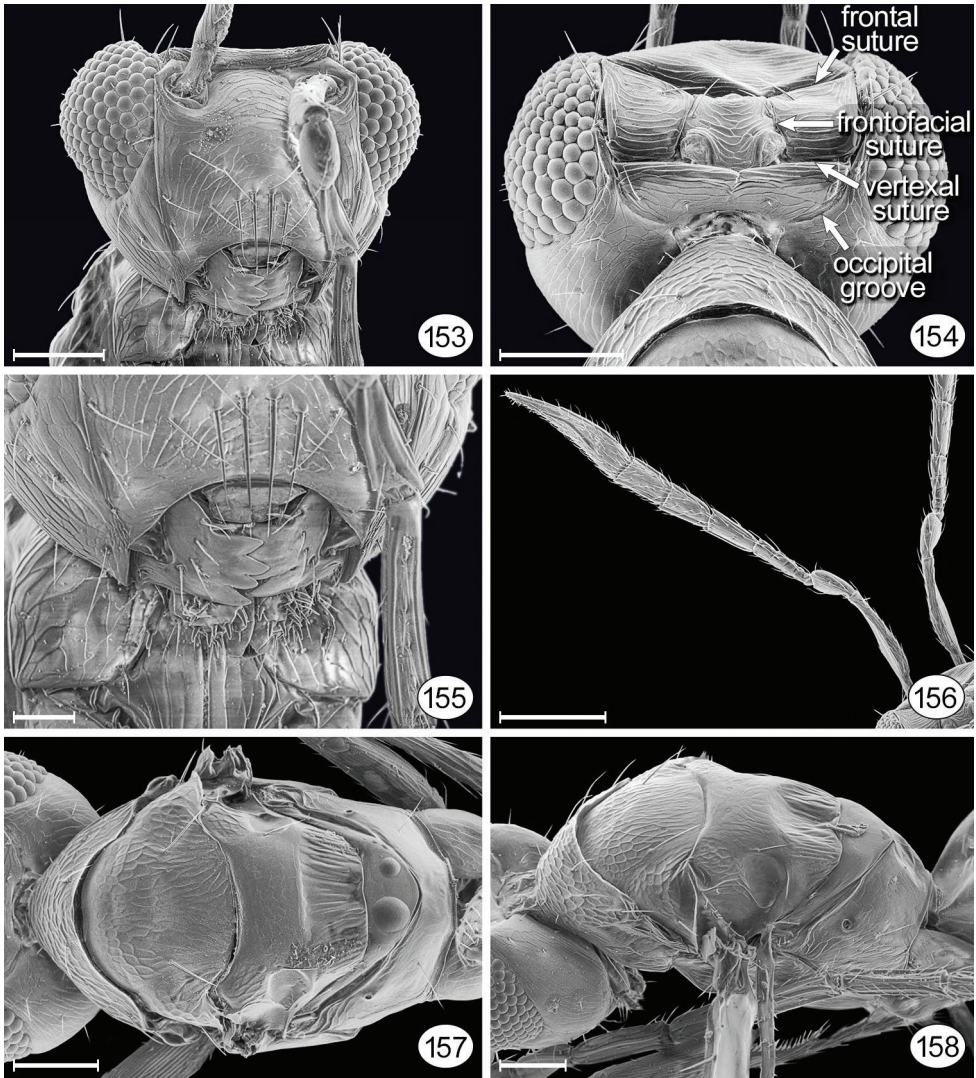 153
frontal
suture
frontofacial
suture
vertexal
suture
occipital
groove
154
155
156
157
158